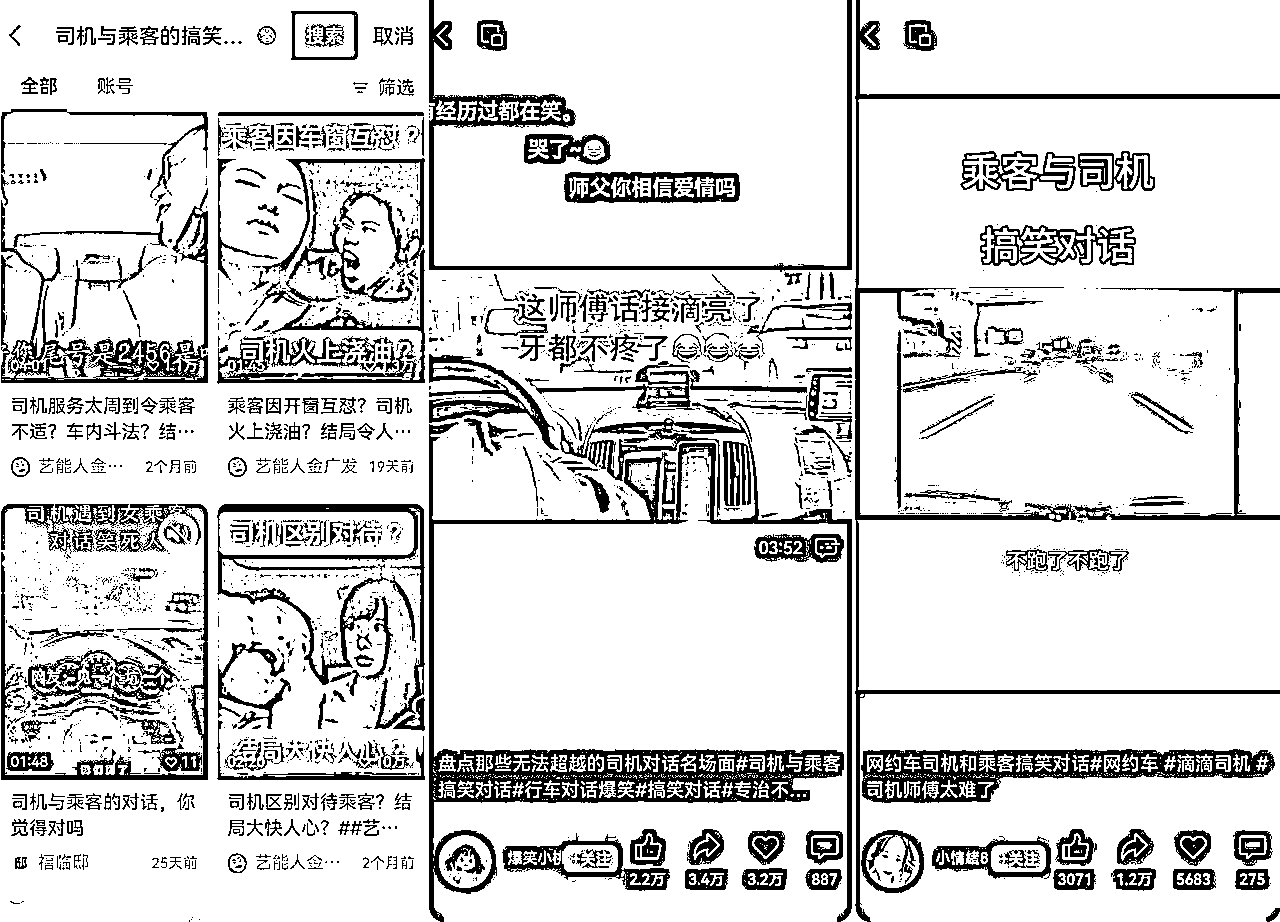 司机与乘客的搞笑...
搜索
取消
全部
账号
筛选
04:01
乘客因车窗互怼？
司机火上浇油？
01:45
司机服务太周到令乘客
不适？车内斗法？结…
艺能人金…
2个月前
乘客因开窗互怼？司机
火上浇油？结局令人…
艺能人金广发
19天前
司机遇到女乘客
对话笑死人
01:48
11
司机区别对待？
结局大快人心？
司机与乘客的对话，你
觉得对吗
福临邸
25天前
司机区别对待乘客？结
局大快人心？##艺…
艺能人金…
2个月前
经历过都在笑。
哭了~
师父你相信爱情吗
这师傅话接滴亮了
牙都不疼了
03:52
盘点那些无法超越的司机对话名场面#司机与乘客
搞笑对话#行车对话爆笑#搞笑对话#专治不...
爆笑小
关注
2.2万
3.4万
3.2万
887
乘客与司机
搞笑对话
不跑了不跑了
网约车司机和乘客搞笑对话#网约车 #滴滴司机 #
司机师傅太难了
小情绪
关注
3071
1.2万
5683
275